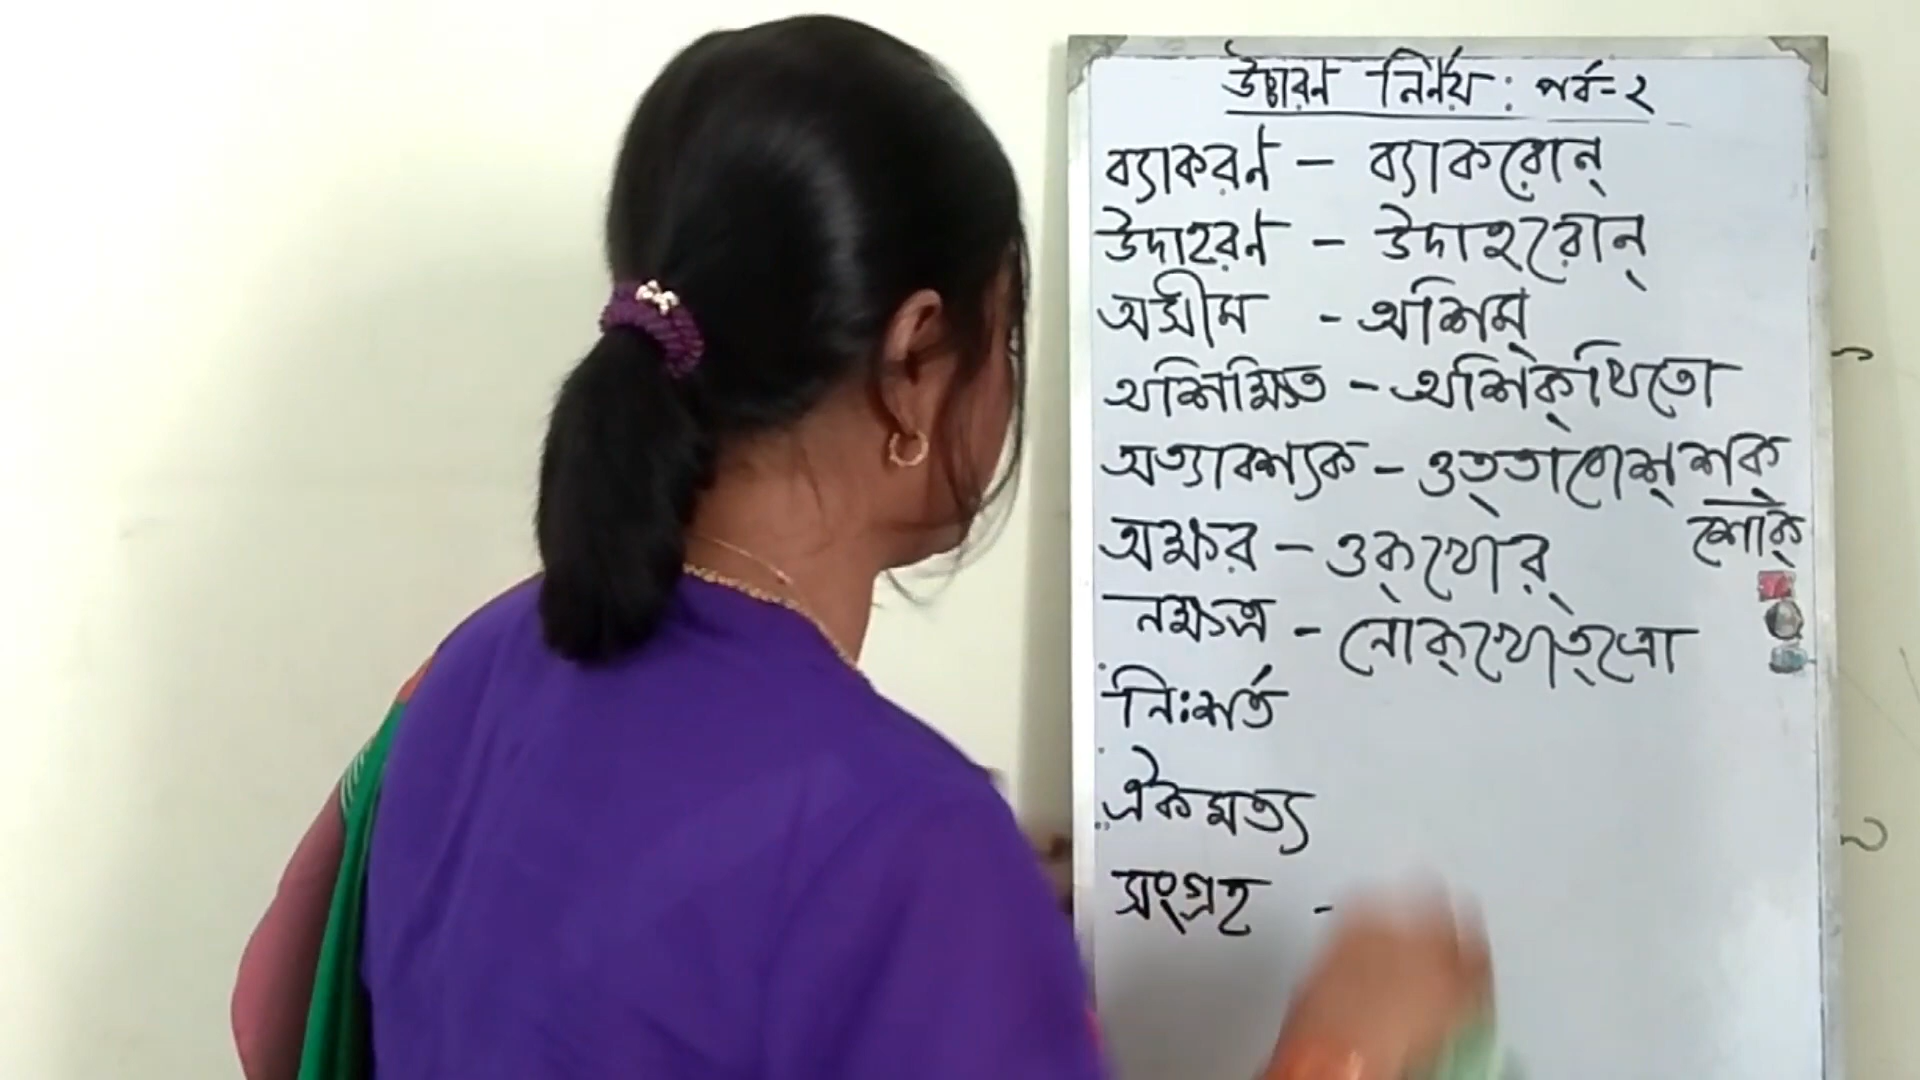 উচ্চারণ নির্ণয় : পর্ব-২
ব্যাকরণ - ব্যাকরোন্
উদাহরণ - উদাহরোন্
অসীম - অশিম্
অশিক্ষিত - অশিক্খিতো
অত্যাবশ্যক - ওত্তাবোশ্শক্
শোক্
অক্ষর - ওক্খোর্
নক্ষত্র - নোক্খোত্ত্রো
নিঃশর্ত
ঐকমত্য
সংগ্রহ -